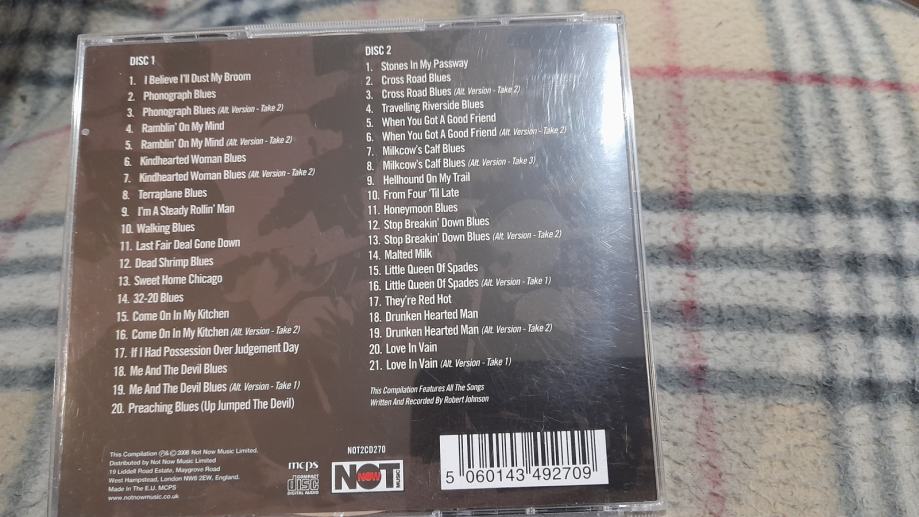 DISC 1
1. I Believe I'll Dust My Broom
2. Phonograph Blues
3. Phonograph Blues (Alt. Version - Take 2)
4. Ramblin' On My Mind
5. Ramblin' On My Mind (Alt. Version - Take 2)
6. Kindhearted Woman Blues
7. Kindhearted Woman Blues (Alt. Version - Take 2)
8. Terraplane Blues
9. I'm A Steady Rollin' Man
10. Walking Blues
11. Last Fair Deal Gone Down
12. Dead Shrimp Blues
13. Sweet Home Chicago
14. 32-20 Blues
15. Come On In My Kitchen
16. Come On In My Kitchen (Alt. Version - Take 2)
17. If I Had Possession Over Judgement Day
18. Me And The Devil Blues
19. Me And The Devil Blues (Alt. Version - Take 1)
20. Preaching Blues (Up Jumped The Devil)
DISC 2
1. Stones In My Passway
2. Cross Road Blues
3. Cross Road Blues (Alt. Version - Take 2)
4. Travelling Riverside Blues
5. When You Got A Good Friend
6. When You Got A Good Friend (Alt. Version - Take 2)
7. Milkcow's Calf Blues
8. Milkcow's Calf Blues (Alt. Version - Take 3)
9. Hellhound On My Trail
10. From Four 'Til Late
11. Honeymoon Blues
12. Stop Breakin' Down Blues
13. Stop Breakin' Down Blues (Alt. Version - Take 2)
14. Malted Milk
15. Little Queen Of Spades
16. Little Queen Of Spades (Alt. Version - Take 1)
17. They're Red Hot
18. Drunken Hearted Man
19. Drunken Hearted Man (Alt. Version - Take 2)
20. Love In Vain
21. Love In Vain (Alt. Version - Take 1)
This Compilation Features All The Songs
Written And Recorded By Robert Johnson
This Compilation ℗&© 2008 Not Now Music Limited.
Distributed by Not Now Music Limited
19 Liddell Road Estate, Maygrove Road
West Hampstead, London NW6 2EW, England.
Made in The E.U. MCPS
www.notnowmusic.co.uk
mcps
COMPACT
disc
DIGITAL AUDIO
NOT2CD270
NOT
NOW
MUSIC
5 060143 492709